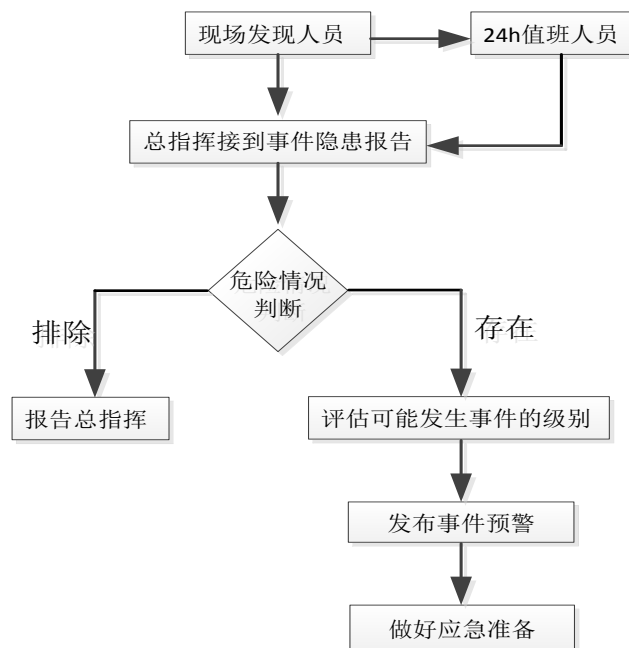 现场发现人员
24h值班人员
总指挥接到事件隐患报告
危险情况
判断
排除
存在
报告总指挥
评估可能发生事件的级别
发布事件预警
做好应急准备